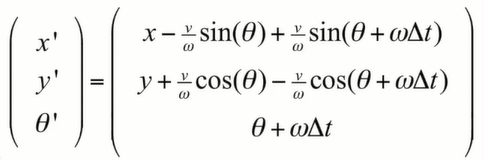 x' = x − v/ω sin(θ) + v/ω sin(θ + ωΔt)
y' = y + v/ω cos(θ) − v/ω cos(θ + ωΔt)
θ' = θ + ωΔt